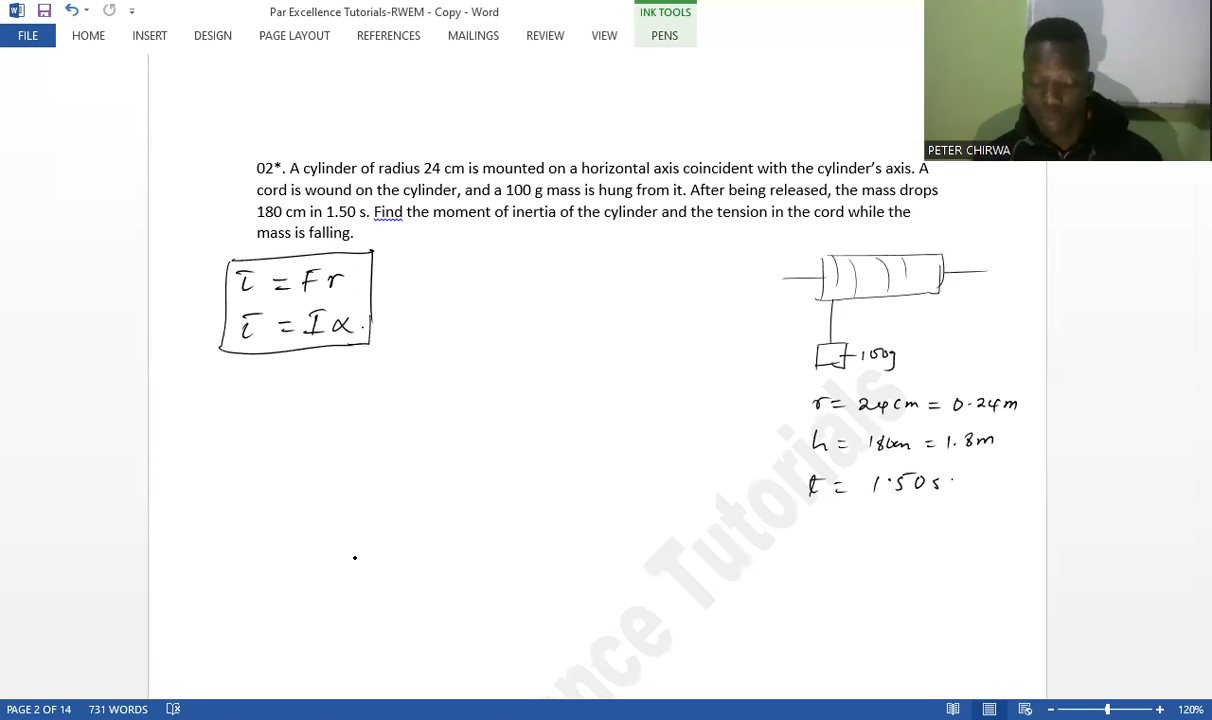 Par Excellence Tutorials-RWEM - Copy - Word
INK TOOLS
FILE HOME INSERT DESIGN PAGE LAYOUT REFERENCES MAILINGS REVIEW VIEW PENS
PETER CHIRWA
02*. A cylinder of radius 24 cm is mounted on a horizontal axis coincident with the cylinder’s axis. A
cord is wound on the cylinder, and a 100 g mass is hung from it. After being released, the mass drops
180 cm in 1.50 s. Find the moment of inertia of the cylinder and the tension in the cord while the
mass is falling.
τ = Fr
τ = Iα.
100g
r = 24cm = 0.24m
h = 180cm = 1.8m
t = 1.50s.
nce Tutorials
PAGE 2 OF 14 731 WORDS 120%